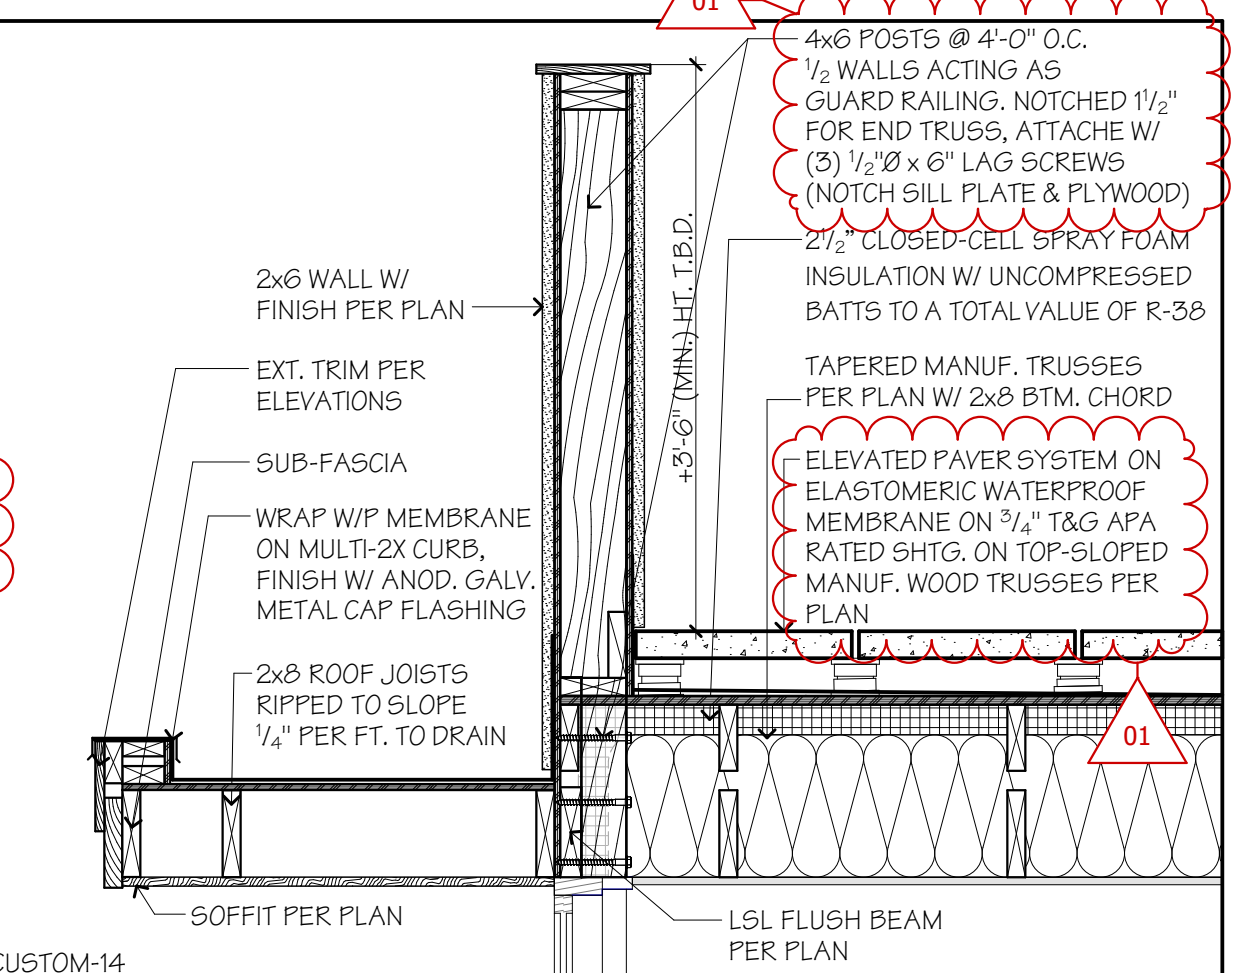 01
4x6 POSTS @ 4'-0" O.C.
1/2 WALLS ACTING AS
GUARD RAILING. NOTCHED 1 1/2"
FOR END TRUSS, ATTACHE W/
(3) 1/2"Ø x 6" LAG SCREWS
(NOTCH SILL PLATE & PLYWOOD)
2 1/2" CLOSED-CELL SPRAY FOAM
INSULATION W/ UNCOMPRESSED
BATTS TO A TOTAL VALUE OF R-38
TAPERED MANUF. TRUSSES
PER PLAN W/ 2x8 BTM. CHORD
ELEVATED PAVER SYSTEM ON
ELASTOMERIC WATERPROOF
MEMBRANE ON 3/4" T&G APA
RATED SHTG. ON TOP-SLOPED
MANUF. WOOD TRUSSES PER
PLAN
01
+3'-6" (MIN.) HT. T.B.D.
2x6 WALL W/
FINISH PER PLAN
EXT. TRIM PER
ELEVATIONS
SUB-FASCIA
WRAP W/P MEMBRANE
ON MULTI-2X CURB,
FINISH W/ ANOD. GALV.
METAL CAP FLASHING
2x8 ROOF JOISTS
RIPPED TO SLOPE
1/4" PER FT. TO DRAIN
SOFFIT PER PLAN
LSL FLUSH BEAM
PER PLAN
CUSTOM-14